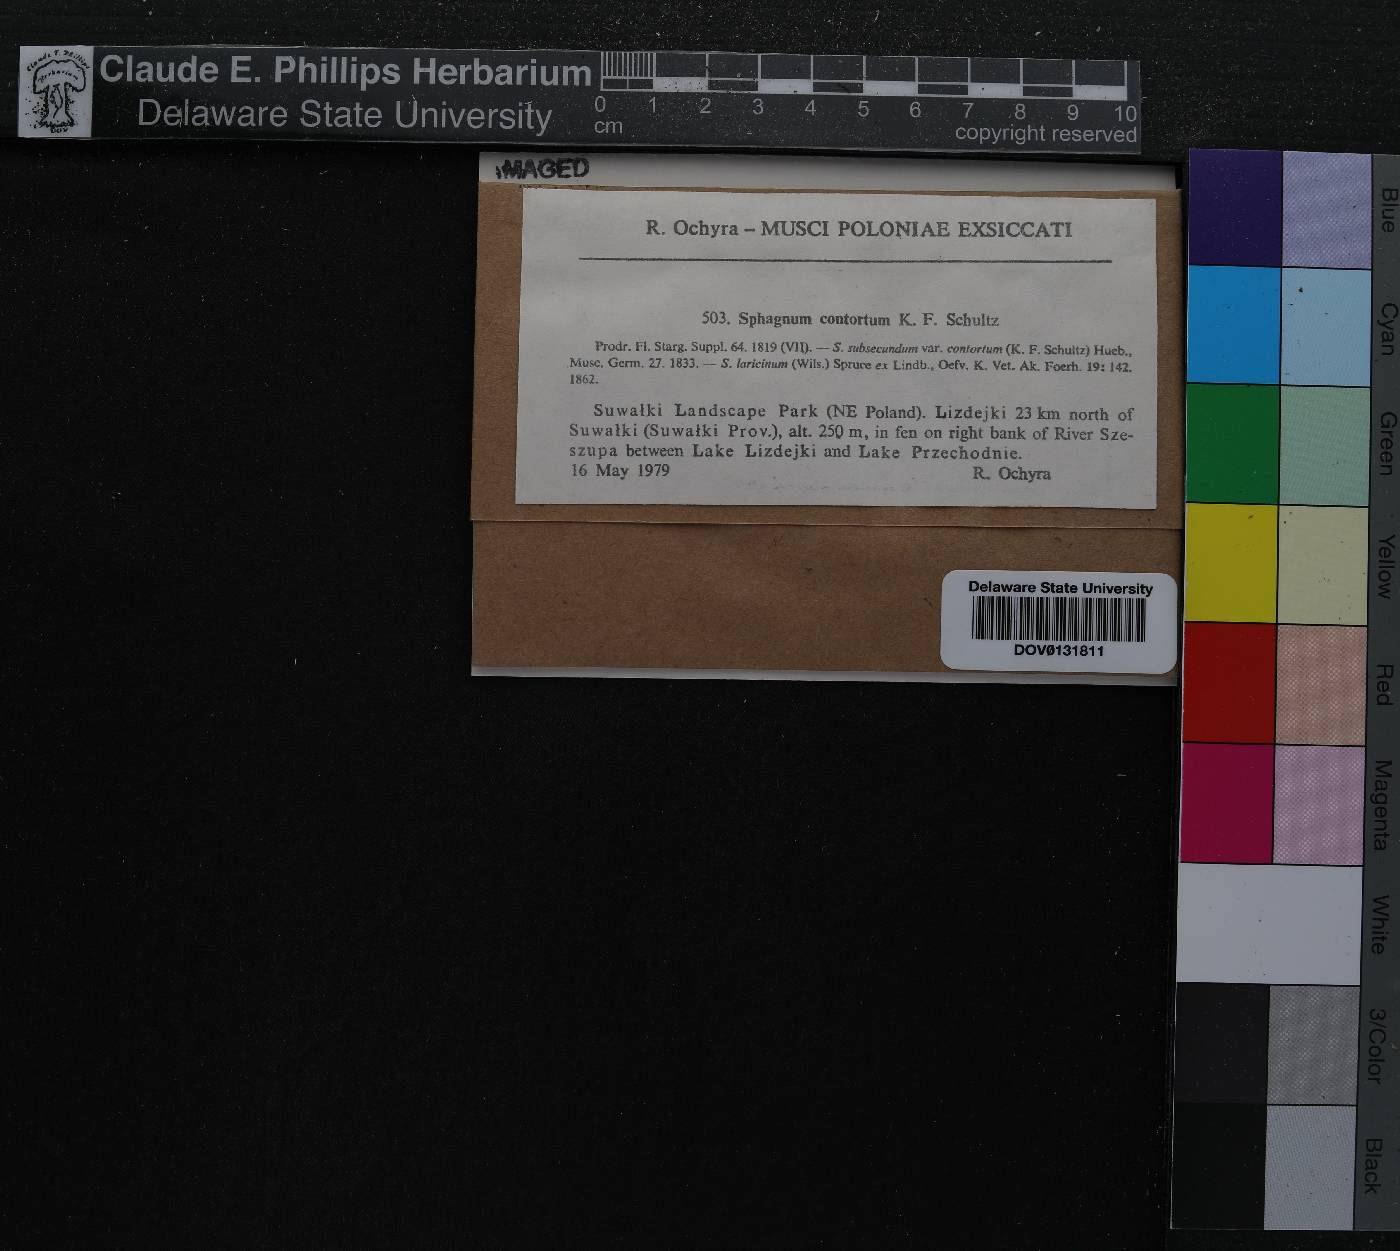 Claude E. Phillips Herbarium
Delaware State University
0 1 2 3 4 5 6 7 8 9 10
cm
copyright reserved
IMAGED
R. Ochyra – MUSCI POLONIAE EXSICCATI
503. Sphagnum contortum K. F. Schultz
Prodr. Fl. Starg. Suppl. 64. 1819 (VII). — S. subsecundum var. contortum (K. F. Schultz) Hueb.,
Musc. Germ. 27. 1833. — S. laricinum (Wils.) Spruce ex Lindb., Oefv. K. Vet. Ak. Foerh. 19: 142.
1862.
Suwałki Landscape Park (NE Poland). Lizdejki 23 km north of
Suwałki (Suwałki Prov.), alt. 250 m, in fen on right bank of River Sze-
szupa between Lake Lizdejki and Lake Przechodnie.
16 May 1979 R. Ochyra
Delaware State University
DOV0131811
Blue
Cyan
Green
Yellow
Red
Magenta
White
3/Color
Black